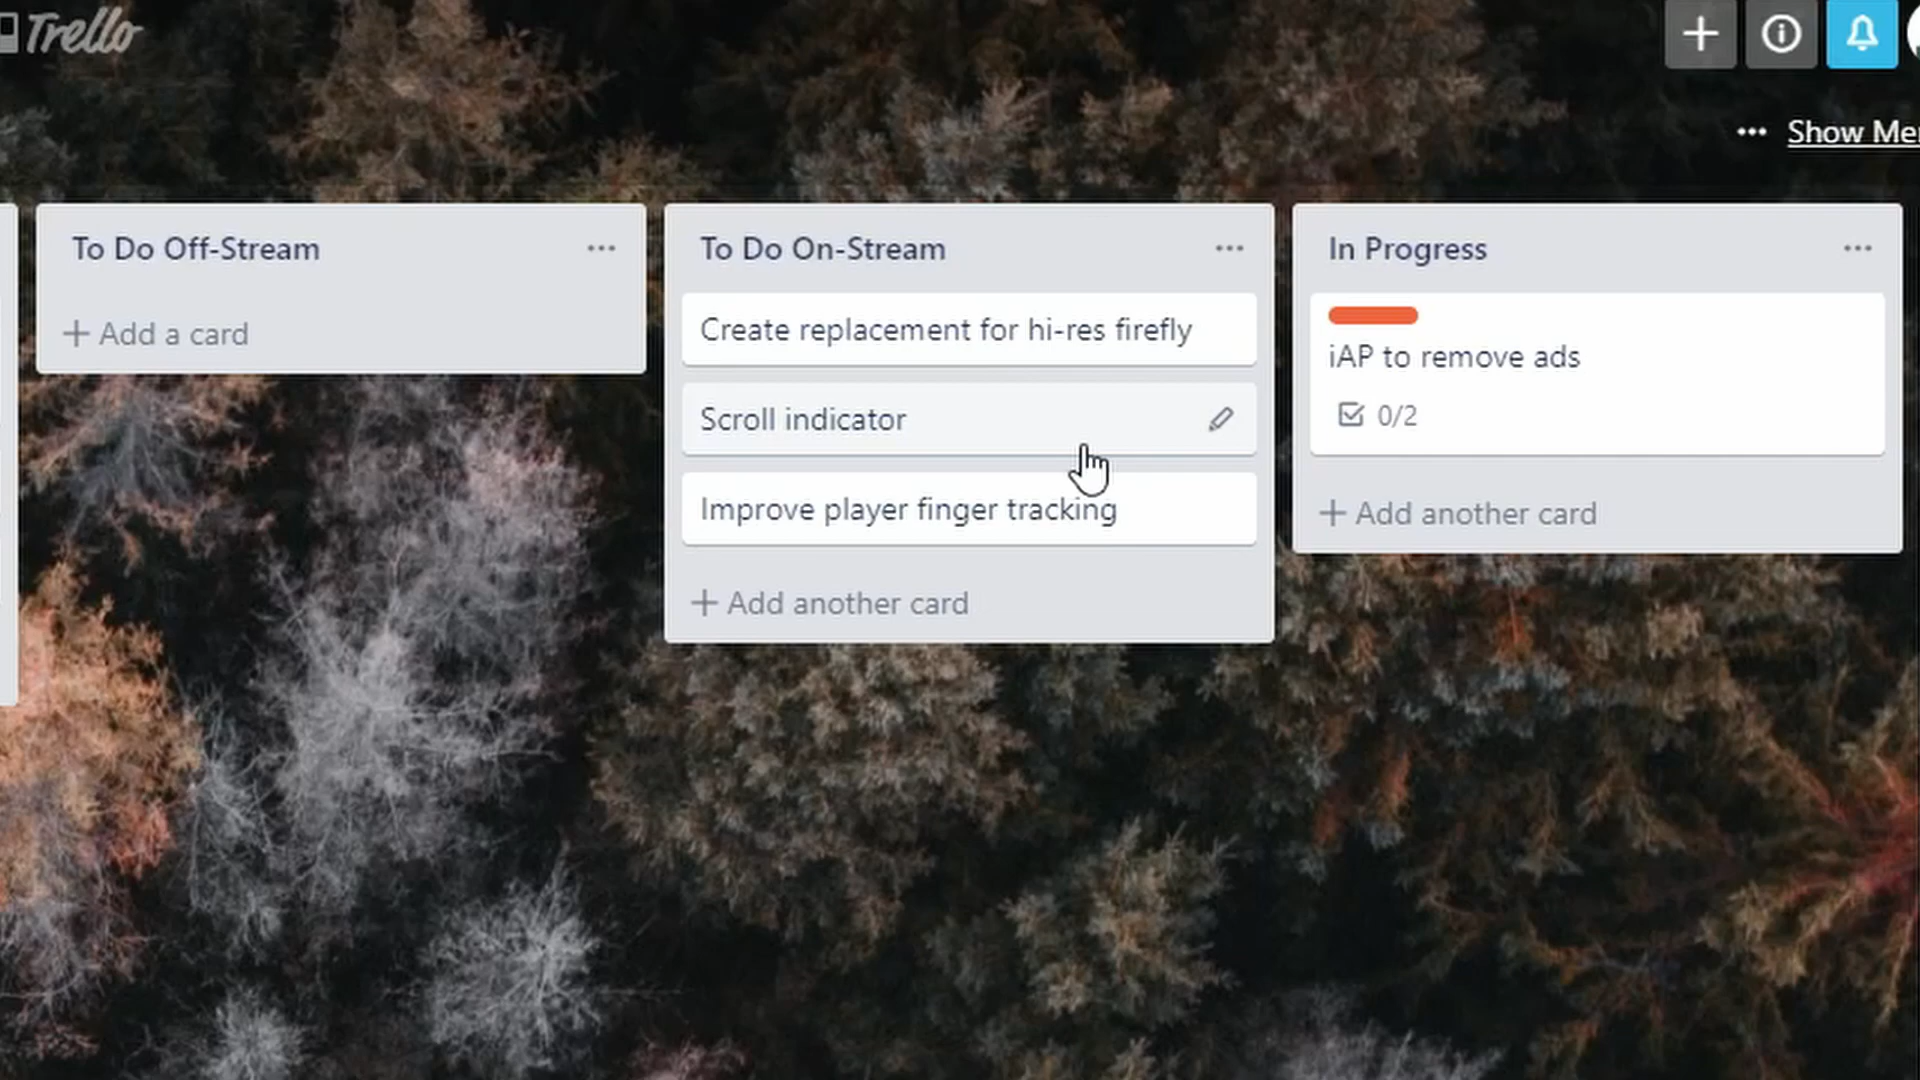 Trello
Show Me
To Do Off-Stream
Add a card
To Do On-Stream
Create replacement for hi-res firefly
Scroll indicator
Improve player finger tracking
Add another card
In Progress
iAP to remove ads
0/2
Add another card